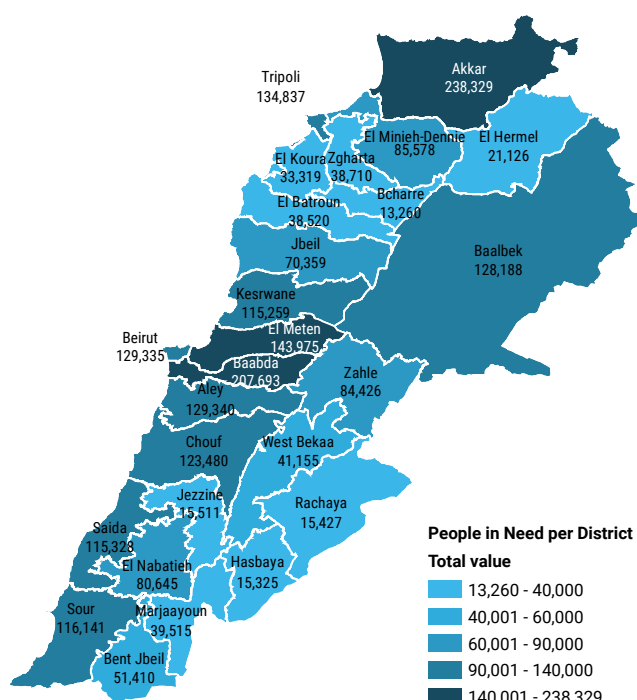 Akkar
238,329
Tripoli
134,837
El Minieh-Dennie
85,578
El Hermel
21,126
El Koura
33,319
Zgharta
38,710
Bcharre
13,260
El Batroun
38,520
Jbeil
70,359
Baalbek
128,188
Kesrwane
115,259
El Meten
143,975
Beirut
129,335
Baabda
207,693
Zahle
84,426
Aley
129,340
Chouf
123,480
West Bekaa
41,155
Jezzine
15,511
Rachaya
15,427
Saida
115,328
El Nabatieh
80,645
Hasbaya
15,325
Sour
116,141
Marjaayoun
39,515
Bent Jbeil
51,410
People in Need per District
Total value
13,260 - 40,000
40,001 - 60,000
60,001 - 90,000
90,001 - 140,000
140,001 - 238,329